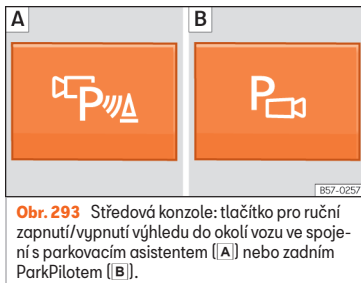 A
B
P
P
B57-0257
Obr. 293 Středová konzole: tlačítko pro ruční
zapnutí/vypnutí výhledu do okolí vozu ve spoje-
ní s parkovacím asistentem (A) nebo zadním
ParkPilotem (B).